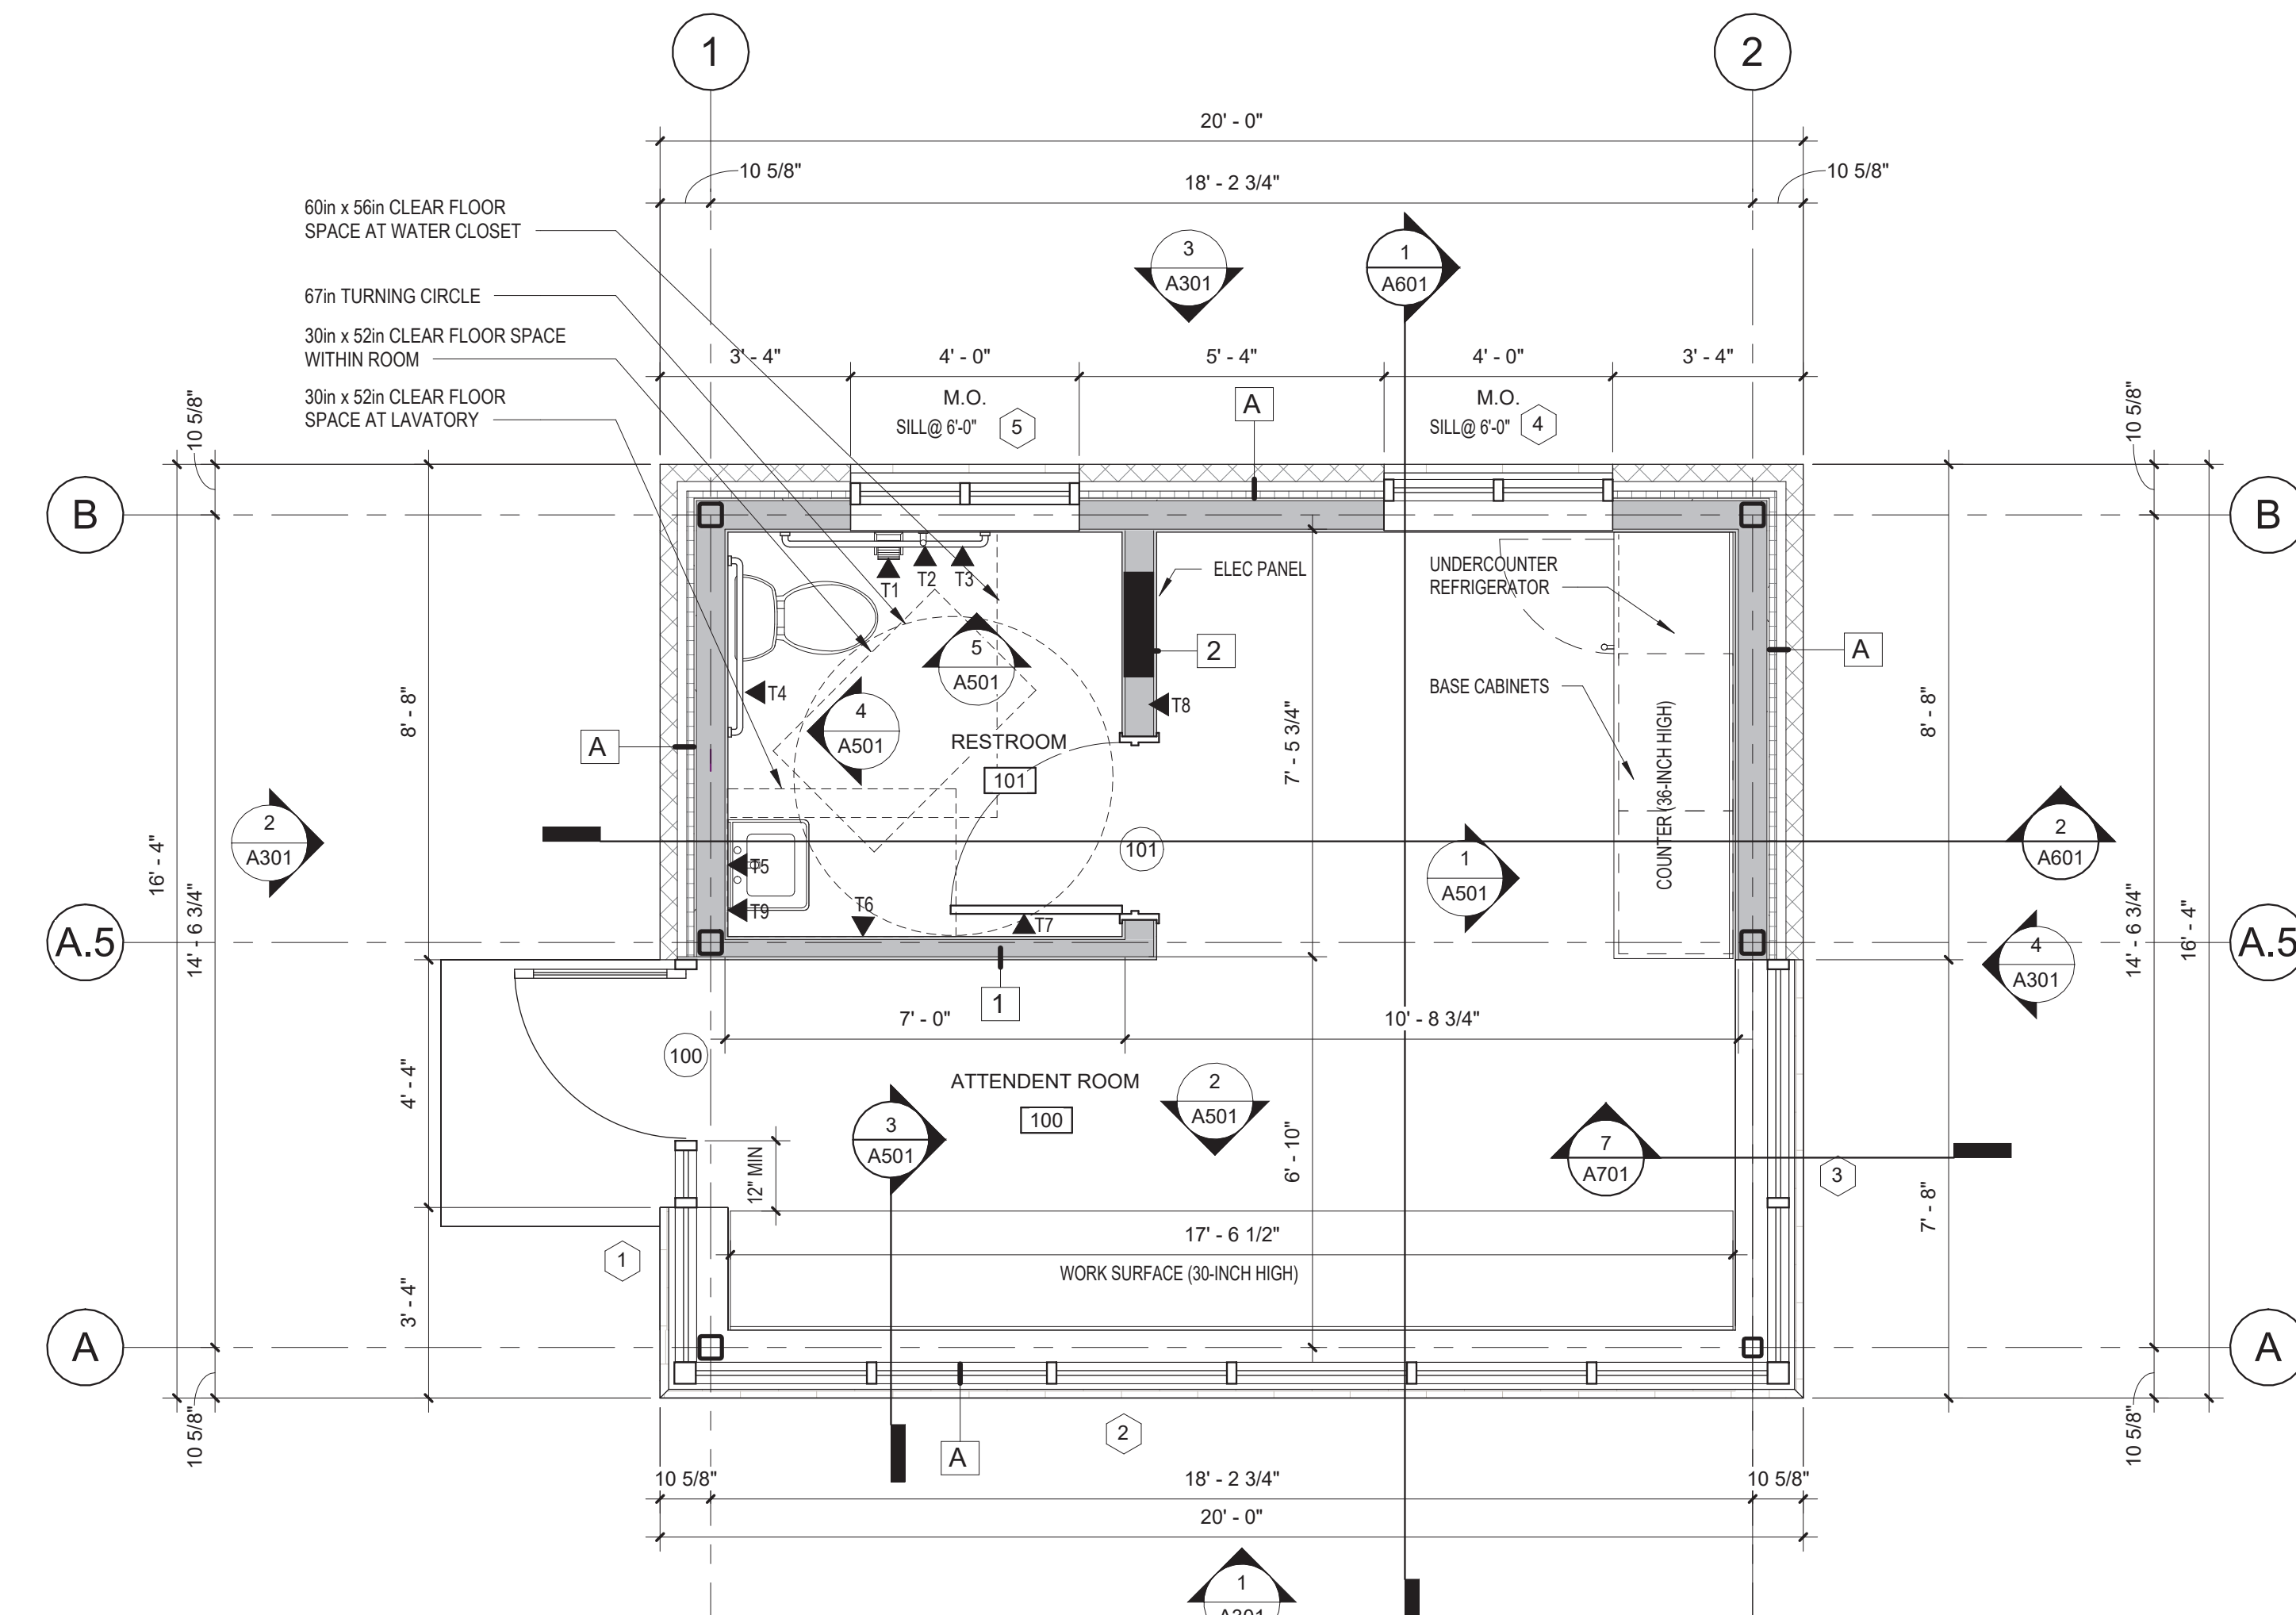 1
2
20' - 0"
10 5/8"
18' - 2 3/4"
10 5/8"
60in x 56in CLEAR FLOOR
SPACE AT WATER CLOSET
67in TURNING CIRCLE
30in x 52in CLEAR FLOOR SPACE
WITHIN ROOM
30in x 52in CLEAR FLOOR
SPACE AT LAVATORY
3
A301
1
A601
3' - 4"
4' - 0"
5' - 4"
4' - 0"
3' - 4"
M.O.
SILL@ 6'-0"
5
A
M.O.
SILL@ 6'-0"
4
10 5/8"
10 5/8"
B
B
T1
T2
T3
ELEC PANEL
UNDERCOUNTER
REFRIGERATOR
2
A
5
A501
T4
BASE CABINETS
T8
4
A501
RESTROOM
101
A
8' - 8"
7' - 5 3/4"
COUNTER (36-INCH HIGH)
8' - 8"
2
A301
16' - 4"
14' - 6 3/4"
T5
101
1
A501
2
A601
T9
T6
T7
A.5
A.5
4
A301
14' - 6 3/4"
16' - 4"
1
7' - 0"
10' - 8 3/4"
100
4' - 4"
ATTENDENT ROOM
100
2
A501
3
A501
12" MIN
6' - 10"
7
A701
3
7' - 8"
17' - 6 1/2"
WORK SURFACE (30-INCH HIGH)
1
3' - 4"
A
A
10 5/8"
10 5/8"
2
A
10 5/8"
18' - 2 3/4"
10 5/8"
20' - 0"
1
A301